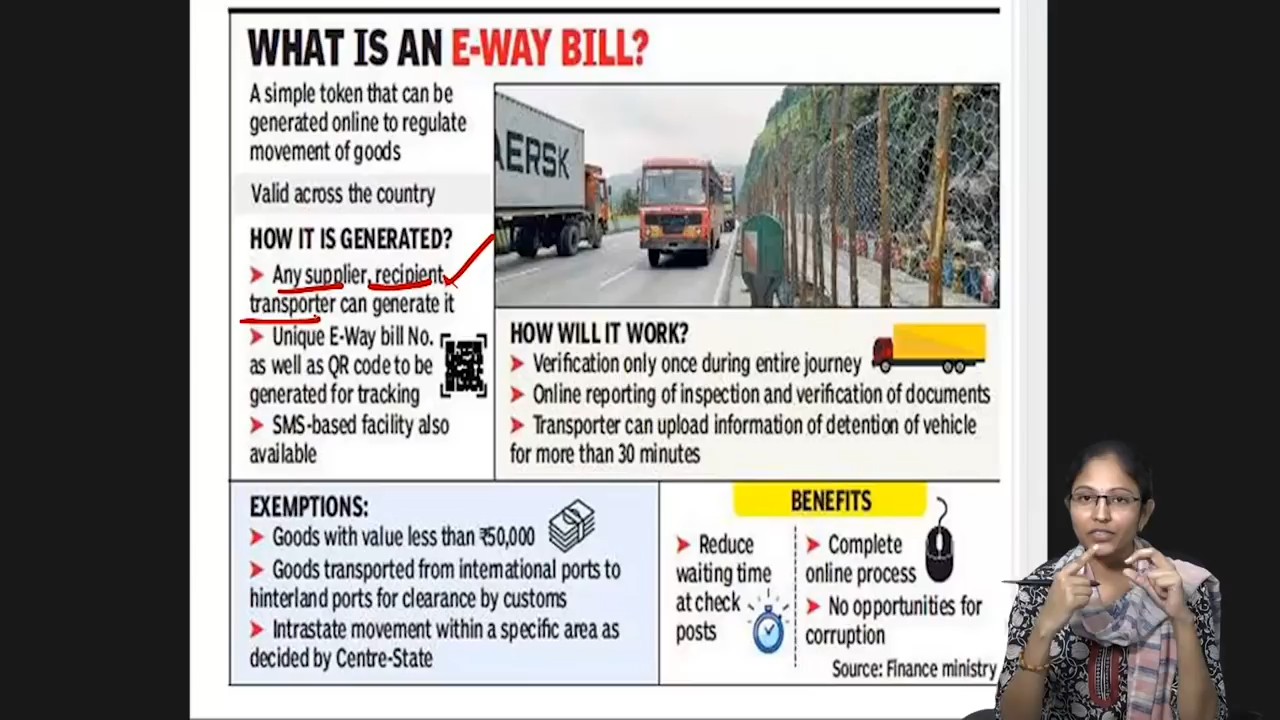 WHAT IS AN E-WAY BILL?
A simple token that can be
generated online to regulate
movement of goods
Valid across the country
HOW IT IS GENERATED?
➤ Any supplier, recipient,
transporter can generate it
➤ Unique E-Way bill No.
as well as QR code to be
generated for tracking
➤ SMS-based facility also
available
AERSK
HOW WILL IT WORK?
➤ Verification only once during entire journey
➤ Online reporting of inspection and verification of documents
➤ Transporter can upload information of detention of vehicle
for more than 30 minutes
EXEMPTIONS:
➤ Goods with value less than ₹50,000
➤ Goods transported from international ports to
hinterland ports for clearance by customs
➤ Intrastate movement within a specific area as
decided by Centre-State
BENEFITS
➤ Reduce
waiting time
at check
posts
➤ Complete
online process
➤ No opportunities for
corruption
Source: Finance ministry